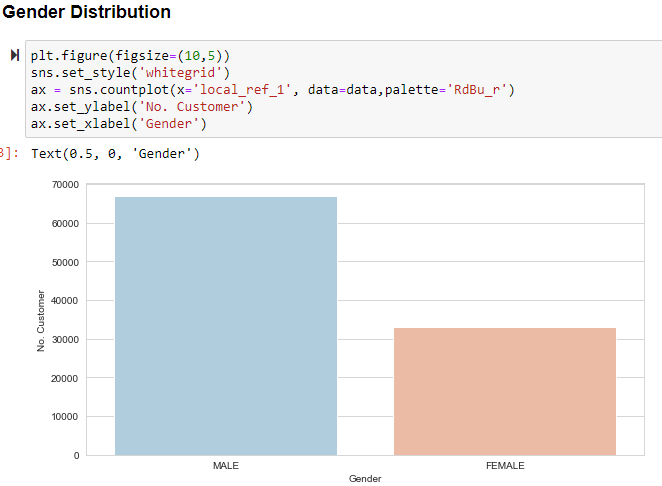 Gender Distribution
plt.figure(figsize=(10,5))
sns.set_style('whitegrid')
ax = sns.countplot(x='local_ref_1', data=data,palette='RdBu_r')
ax.set_ylabel('No. Customer')
ax.set_xlabel('Gender')
]: Text(0.5, 0, 'Gender')
70000
60000
50000
40000
30000
20000
10000
0
No. Customer
MALE FEMALE
Gender